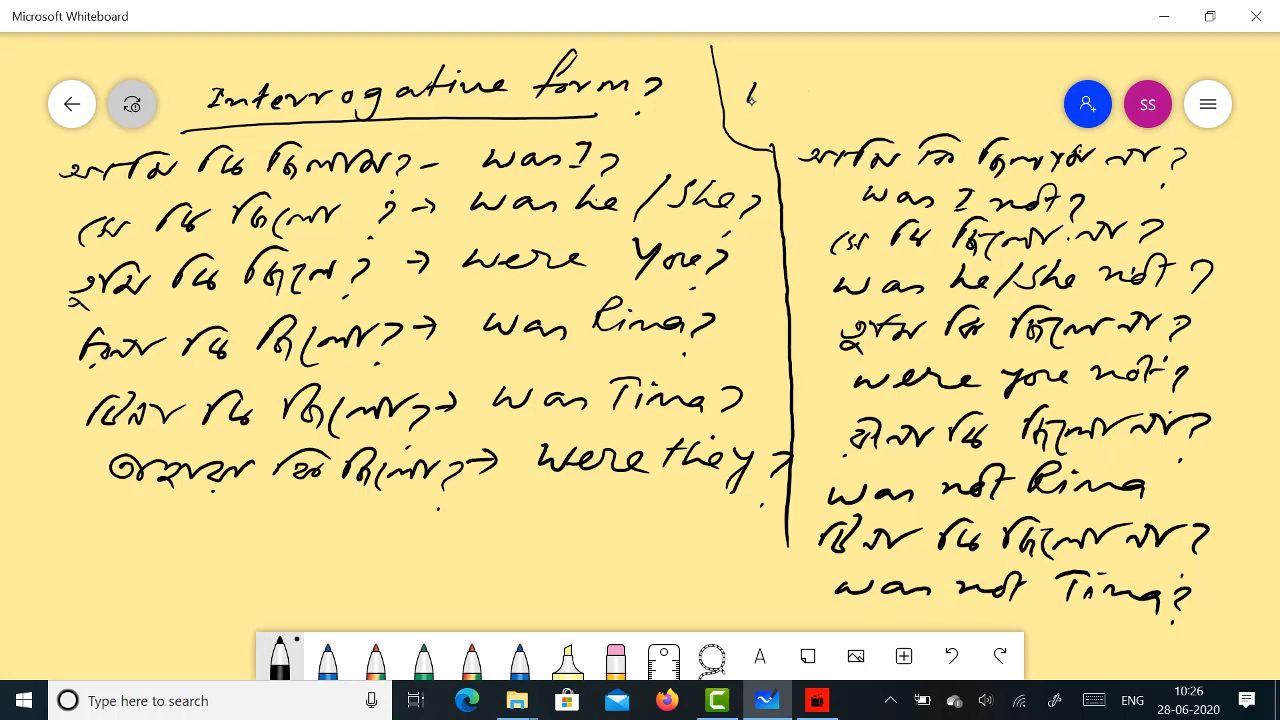 Microsoft Whiteboard
Interrogative form?
আমি কি ছিলাম? - was I?
সে কি ছিলো? → was he / she?
তুমি কি ছিলে? → were you?
রিনা কি ছিলো? → was Rina?
টিনা কি ছিলো? → was Tina?
তাহারা কি ছিলো? → were they?
SS
আমি কি ছিলাম না?
was I not?
সে কি ছিলো না?
was he/she not?
তুমি কি ছিলে না?
were you not?
রীনা কি ছিলো না?
was not Rina
টিনা কি ছিলো না?
was not Tina?
A
Type here to search
ENG
10:26
28-06-2020